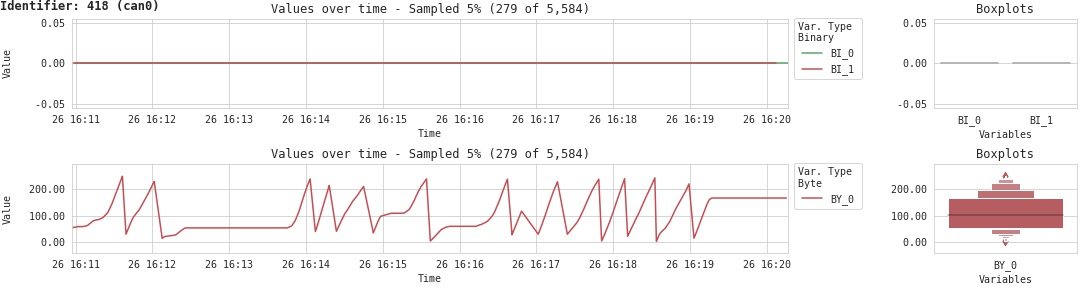 Identifier: 418 (can0)
Values over time - Sampled 5% (279 of 5,584)
Boxplots
Value
0.05
0.00
-0.05
26 16:11 26 16:12 26 16:13 26 16:14 26 16:15 26 16:16 26 16:17 26 16:18 26 16:19 26 16:20
Time
Var. Type
Binary
BI_0
BI_1
0.05
0.00
-0.05
BI_0 BI_1
Variables
Values over time - Sampled 5% (279 of 5,584)
Boxplots
Value
200.00
100.00
0.00
26 16:11 26 16:12 26 16:13 26 16:14 26 16:15 26 16:16 26 16:17 26 16:18 26 16:19 26 16:20
Time
Var. Type
Byte
BY_0
200.00
100.00
0.00
BY_0
Variables